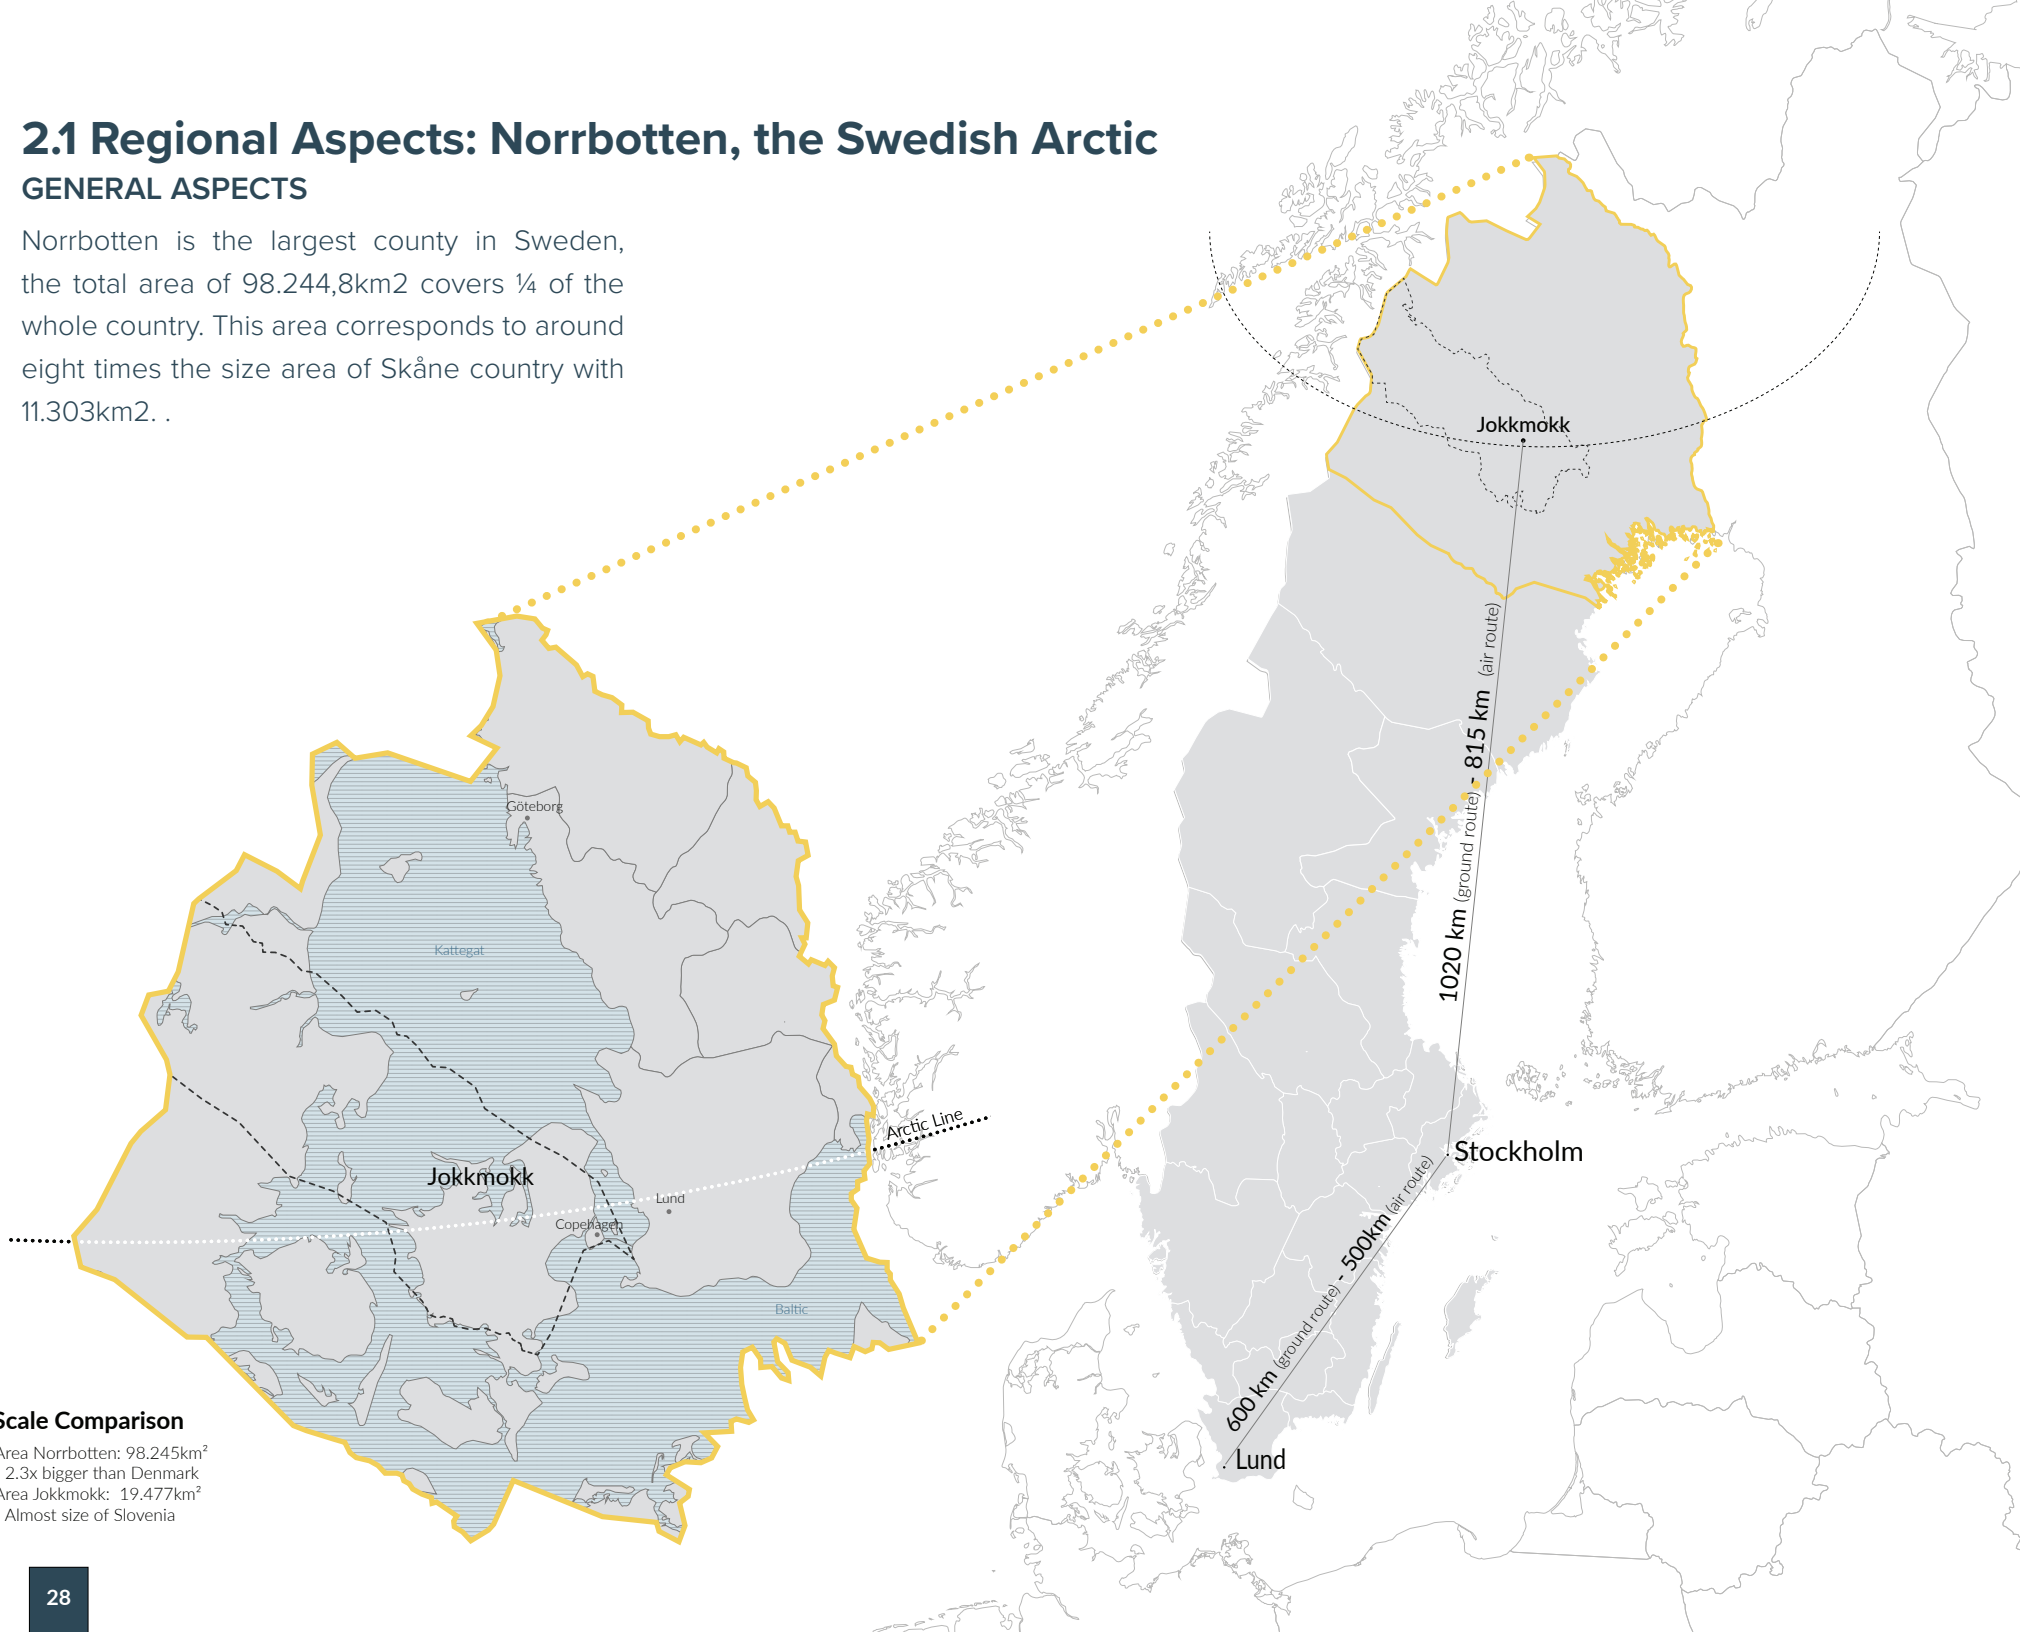 2.1 Regional Aspects: Norrbotten, the Swedish Arctic
GENERAL ASPECTS
Norrbotten is the largest county in Sweden,
the total area of 98.244,8km2 covers ¼ of the
whole country. This area corresponds to around
eight times the size area of Skåne country with
11.303km2. .
Jokkmokk
1020 km (ground route) - 815 km (air route)
Stockholm
600 km (ground route) - 500km (air route)
Lund
Göteborg
Kattegat
Arctic Line
Jokkmokk
Lund
Copehagen
Baltic
Scale Comparison
Area Norrbotten: 98.245km²
2.3x bigger than Denmark
Area Jokkmokk: 19.477km²
Almost size of Slovenia
28